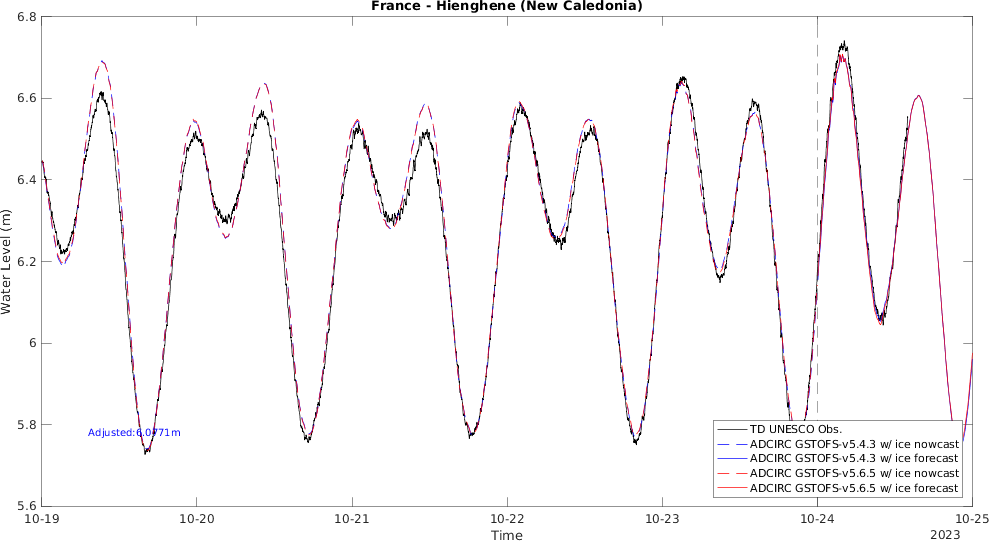 France - Hienghene (New Caledonia)
6.8
6.6
6.4
6.2
6
5.8
5.6
Water Level (m)
Adjusted:6.0771m
TD UNESCO Obs.
ADCIRC GSTOFS-v5.4.3 w/ ice nowcast
ADCIRC GSTOFS-v5.4.3 w/ ice forecast
ADCIRC GSTOFS-v5.6.5 w/ ice nowcast
ADCIRC GSTOFS-v5.6.5 w/ ice forecast
10-19 10-20 10-21 10-22 10-23 10-24 10-25
Time
2023